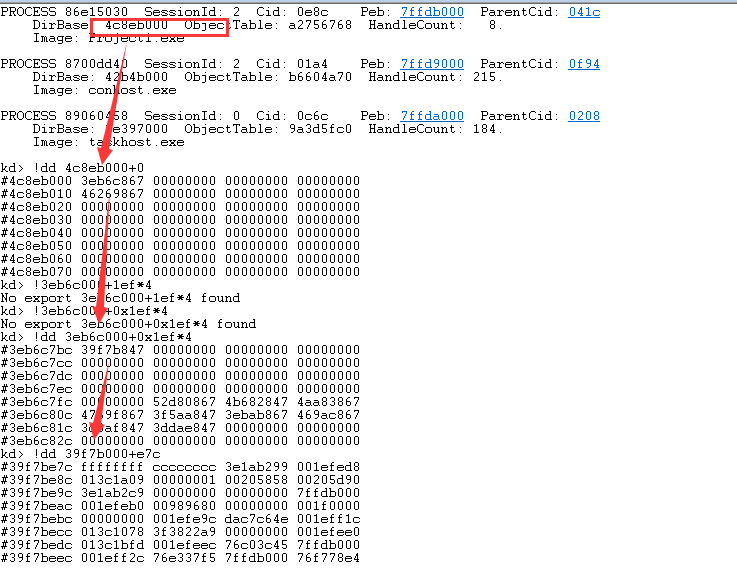 PROCESS 86e15030  SessionId: 2  Cid: 0e8c    Peb: 7ffdb000  ParentCid: 041c
DirBase: 4c8eb000  ObjectTable: a2756768  HandleCount:   8.
Image: Project1.exe
PROCESS 8700dd40  SessionId: 2  Cid: 01a4    Peb: 7ffd9000  ParentCid: 0f94
DirBase: 42b4b000  ObjectTable: b6604a70  HandleCount: 215.
Image: conhost.exe
PROCESS 89060458  SessionId: 0  Cid: 0c6c    Peb: 7ffda000  ParentCid: 0208
DirBase:  ObjectTable: 9a3d5fc0  HandleCount: 184.
Image: taskhost.exe
kd> !dd 4c8eb000+0
#4c8eb000 3eb6c867 00000000 00000000 00000000
#4c8eb010 46269867 00000000 00000000 00000000
#4c8eb020 00000000 00000000 00000000 00000000
#4c8eb030 00000000 00000000 00000000 00000000
#4c8eb040 00000000 00000000 00000000 00000000
#4c8eb050 00000000 00000000 00000000 00000000
#4c8eb060 00000000 00000000 00000000 00000000
#4c8eb070 00000000 00000000 00000000 00000000
kd> !3eb6c000+1ef*4
No export 3eb6c000+1ef*4 found
kd> !3eb6c000+0x1ef*4
No export 3eb6c000+0x1ef*4 found
kd> !dd 3eb6c000+0x1ef*4
#3eb6c7bc 39f7b847 00000000 00000000 00000000
#3eb6c7cc 00000000 00000000 00000000 00000000
#3eb6c7dc 00000000 00000000 00000000 00000000
#3eb6c7ec 00000000 00000000 00000000 00000000
#3eb6c7fc 00000000 52d80867 4b682847 4aa83867
#3eb6c80c 3f5aa847 3ebab867 469ac867
#3eb6c81c 3ddae847 00000000 00000000
#3eb6c82c 00000000 00000000 00000000 00000000
kd> !dd 39f7b000+e7c
#39f7be7c ffffffff cccccccc 3e1ab299 001efed8
#39f7be8c 013c1a09 00000001 00205858 00205d90
#39f7be9c 3e1ab2c9 00000000 00000000 7ffdb000
#39f7beac 001efeb0 00989680 00000000 001f0000
#39f7bebc 00000000 001efe9c dac7c64e 001eff1c
#39f7becc 013c1078 3f3822a9 00000000 001efee0
#39f7bedc 013c1bfd 001efeec 76c03c45 7ffdb000
#39f7beec 001eff2c 76e337f5 7ffdb000 76f778e4